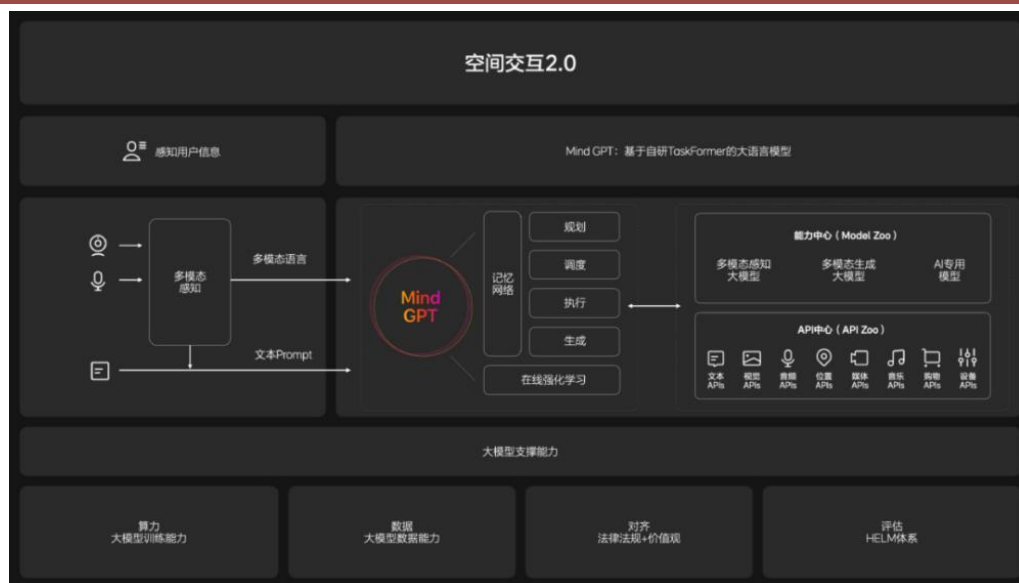 空间交互2.0
感知用户信息
Mind GPT：基于自研TaskFormer的大语言模型
多模态
感知
多模态语言
文本Prompt
Mind
GPT
记忆
网络
规划
调度
执行
生成
在线强化学习
能力中心（Model Zoo）
多模态感知
大模型
多模态生成
大模型
AI专用
模型
API中心（API Zoo）
文本
APIs
视觉
APIs
音频
APIs
位置
APIs
媒体
APIs
音乐
APIs
购物
APIs
设备
APIs
大模型支撑能力
算力
大模型训练能力
数据
大模型数据能力
对齐
法律法规+价值观
评估
HELM体系